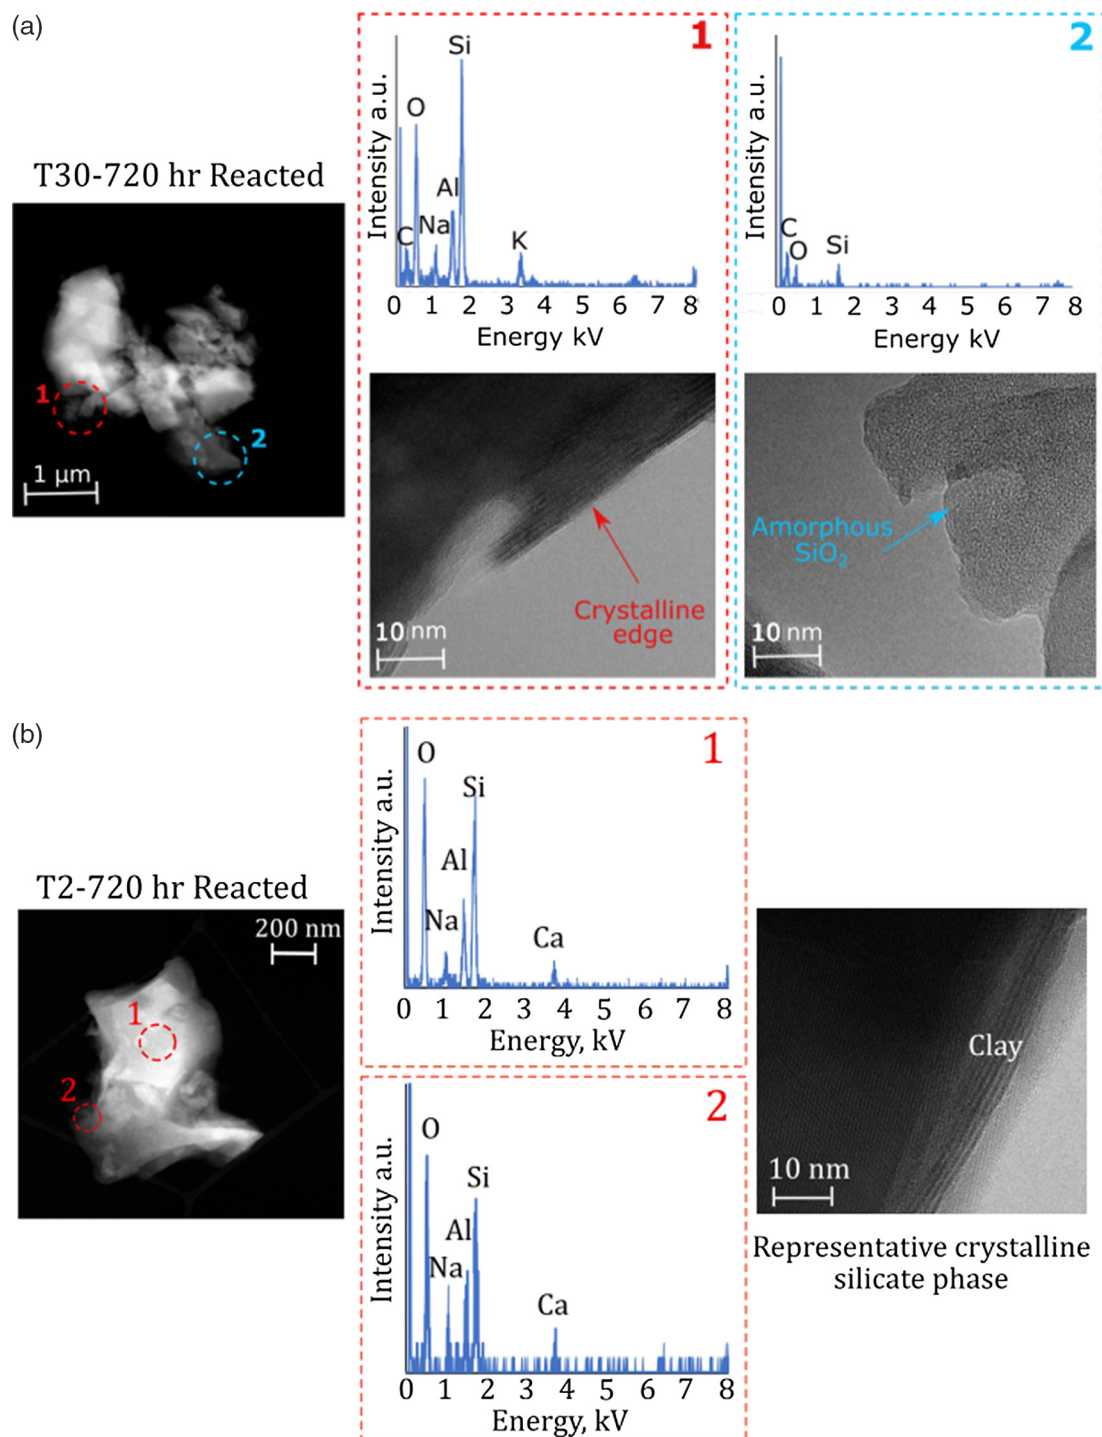 (a)
T30-720 hr Reacted
1
2
1 μm
1
Intensity a.u.
C
O
Na
Al
Si
K
0 1 2 3 4 5 6 7 8
Energy kV
Crystalline
edge
10 nm
2
Intensity a.u.
C
O
Si
0 1 2 3 4 5 6 7 8
Energy kV
Amorphous
SiO₂
10 nm
(b)
T2-720 hr Reacted
200 nm
1
2
1
Intensity a.u.
O
Na
Al
Si
Ca
0 1 2 3 4 5 6 7 8
Energy, kV
2
Intensity a.u.
O
Na
Al
Si
Ca
0 1 2 3 4 5 6 7 8
Energy, kV
Clay
10 nm
Representative crystalline
silicate phase